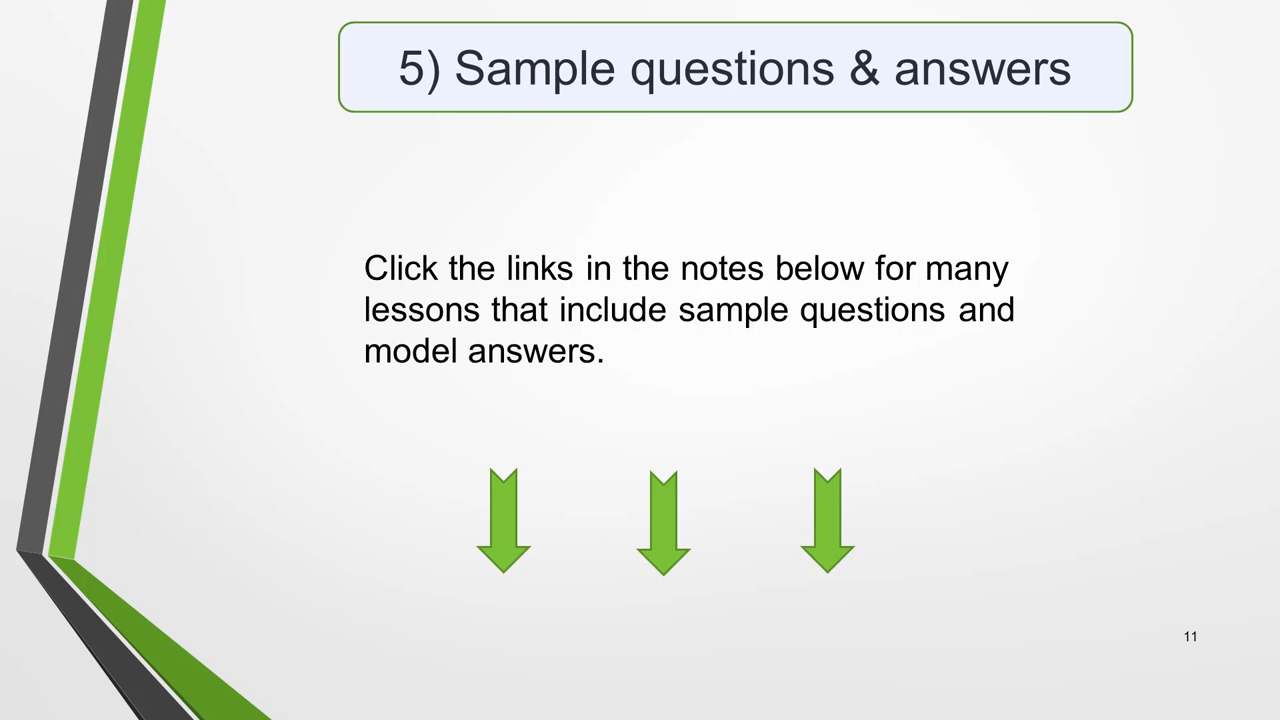 5) Sample questions & answers
Click the links in the notes below for many
lessons that include sample questions and
model answers.
11